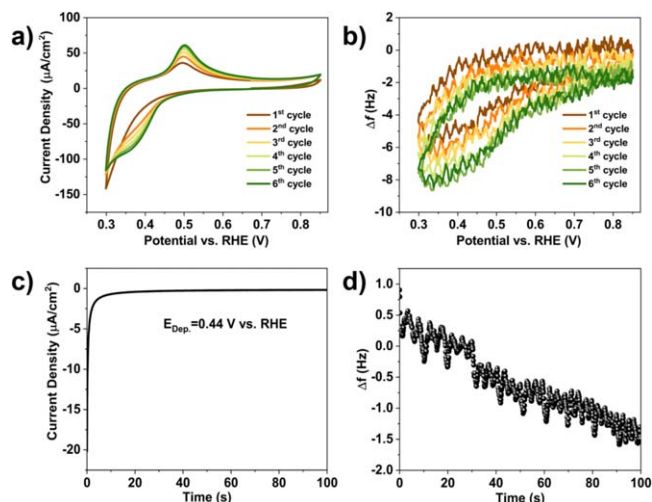 a)
Current Density (µA/cm²)
100
50
0
-50
-100
-150
1st cycle
2nd cycle
3rd cycle
4th cycle
5th cycle
6th cycle
0.3 0.4 0.5 0.6 0.7 0.8
Potential vs. RHE (V)
b)
Δf (Hz)
2
0
-2
-4
-6
-8
-10
1st cycle
2nd cycle
3rd cycle
4th cycle
5th cycle
6th cycle
0.3 0.4 0.5 0.6 0.7 0.8
Potential vs. RHE (V)
c)
Current Density (µA/cm²)
0
-5
-10
-15
-20
EDep.=0.44 V vs. RHE
0 20 40 60 80 100
Time (s)
d)
Δf (Hz)
1.0
0.5
0.0
-0.5
-1.0
-1.5
-2.0
0 20 40 60 80 100
Time (s)